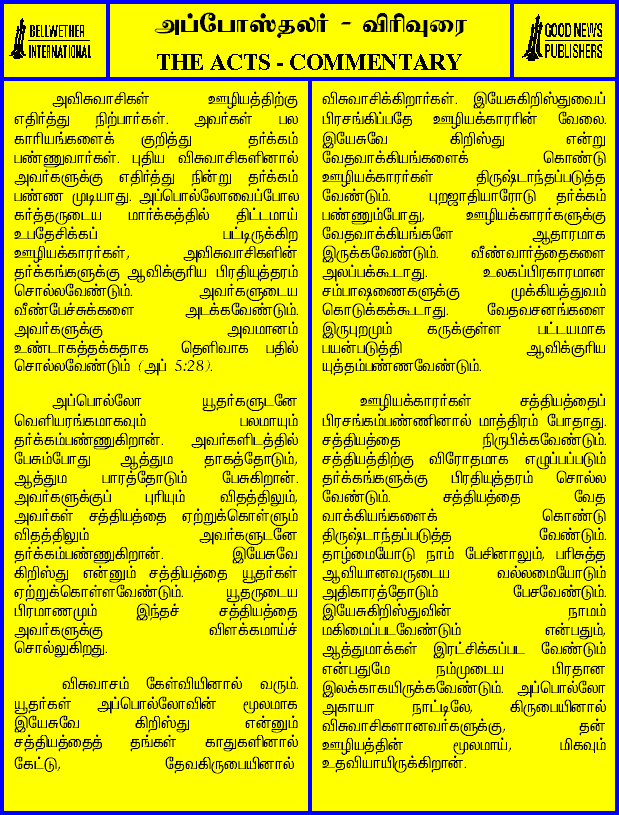 BELLWETHER
INTERNATIONAL
அப்போஸ்தலர் - விரிவுரை
THE ACTS - COMMENTARY
GOOD NEWS
PUBLISHERS
அவிசுவாசிகள் ஊழியத்திற்கு
எதிர்த்து நிற்பார்கள். அவர்கள் பல
காரியங்களைக் குறித்து தர்க்கம்
பண்ணுவார்கள். புதிய விசுவாசிகளினால்
அவர்களுக்கு எதிர்த்து நின்று தர்க்கம்
பண்ண முடியாது. அப்பொல்லோவைப்போல
கர்த்தருடைய மார்க்கத்தில் திட்டமாய்
உபதேசிக்கப் பட்டிருக்கிற
ஊழியக்காரர்கள், அவிசுவாசிகளின்
தர்க்கங்களுக்கு ஆவிக்குரிய பிரதியுத்தரம்
சொல்லவேண்டும். அவர்களுடைய
வீண்பேச்சுக்களை அடக்கவேண்டும்.
அவர்களுக்கு அவமானம்
உண்டாகத்தக்கதாக தெளிவாக பதில்
சொல்லவேண்டும் (அப் 5:28).
அப்பொல்லோ யூதர்களுடனே
வெளியரங்கமாகவும் பலமாயும்
தர்க்கம்பண்ணுகிறான். அவர்களிடத்தில்
பேசும்போது ஆத்தும தாகத்தோடும்,
ஆத்தும பாரத்தோடும் பேசுகிறான்.
அவர்களுக்குப் புரியும் விதத்திலும்,
அவர்கள் சத்தியத்தை ஏற்றுக்கொள்ளும்
விதத்திலும் அவர்களுடனே
தர்க்கம்பண்ணுகிறான். இயேசுவே
கிறிஸ்து என்னும் சத்தியத்தை யூதர்கள்
ஏற்றுக்கொள்ளவேண்டும். யூதருடைய
பிரமாணமும் இந்தச் சத்தியத்தை
அவர்களுக்கு விளக்கமாய்ச்
சொல்லுகிறது.
விசுவாசம் கேள்வியினால் வரும்.
யூதர்கள் அப்பொல்லோவின் மூலமாக
இயேசுவே கிறிஸ்து என்னும்
சத்தியத்தைத் தங்கள் காதுகளினால்
கேட்டு, தேவகிருபையினால்
விசுவாசிக்கிறார்கள். இயேசுகிறிஸ்துவைப்
பிரசங்கிப்பதே ஊழியக்காரரின் வேலை.
இயேசுவே கிறிஸ்து என்று
வேதவாக்கியங்களைக் கொண்டு
ஊழியக்காரர்கள் திருஷ்டாந்தப்படுத்த
வேண்டும். புறஜாதியாரோடு தர்க்கம்
பண்ணும்போது, ஊழியக்காரர்களுக்கு
வேதவாக்கியங்களே ஆதாரமாக
இருக்கவேண்டும். வீண்வார்த்தைகளை
அலப்பக்கூடாது. உலகப்பிரகாரமான
சம்பாஷணைகளுக்கு முக்கியத்துவம்
கொடுக்கக்கூடாது. வேதவசனங்களை
இருபுறமும் கருக்குள்ள பட்டயமாக
பயன்படுத்தி ஆவிக்குரிய
யுத்தம்பண்ணவேண்டும்.
ஊழியக்காரர்கள் சத்தியத்தைப்
பிரசங்கம்பண்ணினால் மாத்திரம் போதாது.
சத்தியத்தை நிருபிக்கவேண்டும்.
சத்தியத்திற்கு விரோதமாக எழுப்பப்படும்
தர்க்கங்களுக்கு பிரதியுத்தரம் சொல்ல
வேண்டும். சத்தியத்தை வேத
வாக்கியங்களைக் கொண்டு
திருஷ்டாந்தப்படுத்த வேண்டும்.
தாழ்மையோடு நாம் பேசினாலும், பரிசுத்த
ஆவியானவருடைய வல்லமையோடும்
அதிகாரத்தோடும் பேசவேண்டும்.
இயேசுகிறிஸ்துவின் நாமம்
மகிமைப்படவேண்டும் என்பதும்,
ஆத்துமாக்கள் இரட்சிக்கப்பட வேண்டும்
என்பதுமே நம்முடைய பிரதான
இலக்காகயிருக்கவேண்டும். அப்பொல்லோ
அகாயா நாட்டிலே, கிருபையினால்
விசுவாசிகளானவர்களுக்கு, தன்
ஊழியத்தின் மூலமாய், மிகவும்
உதவியாயிருக்கிறான்.